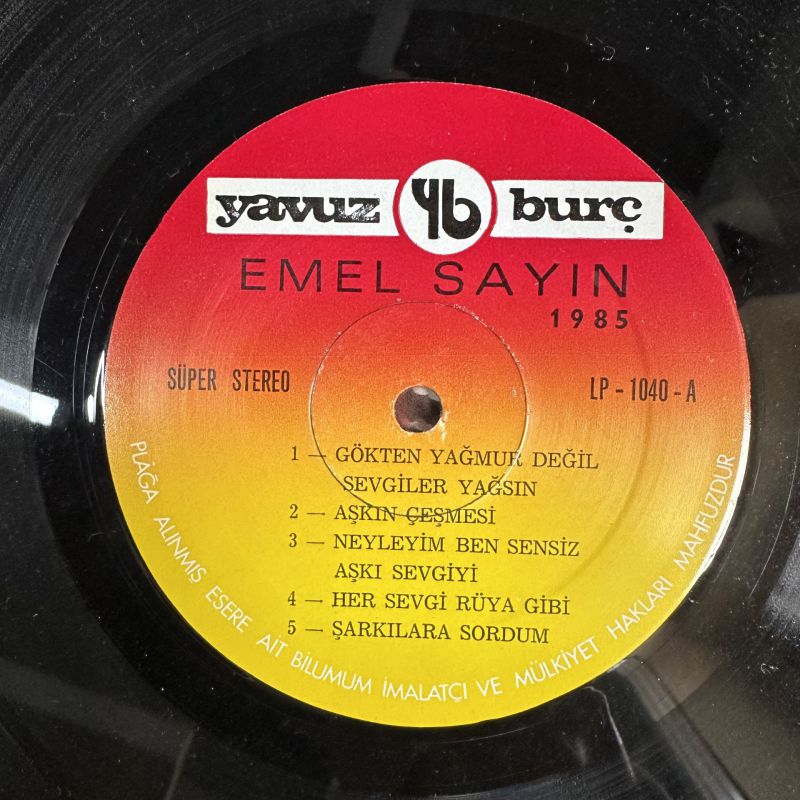 yavuz yb burç
EMEL SAYIN
1985
SÜPER STEREO
LP - 1040 - A
1 — GÖKTEN YAĞMUR DEĞİL
SEVGİLER YAĞSIN
2 — AŞKIN ÇEŞMESİ
3 — NEYLEYİM BEN SENSİZ
AŞKI SEVGİYİ
4 — HER SEVGİ RÜYA GİBİ
5 — ŞARKILARA SORDUM
PLÂĞA ALINMIS ESERE AİT BİLUMUM İMALATÇI VE MÜLKİYET HAKLARI MAHFUZDUR